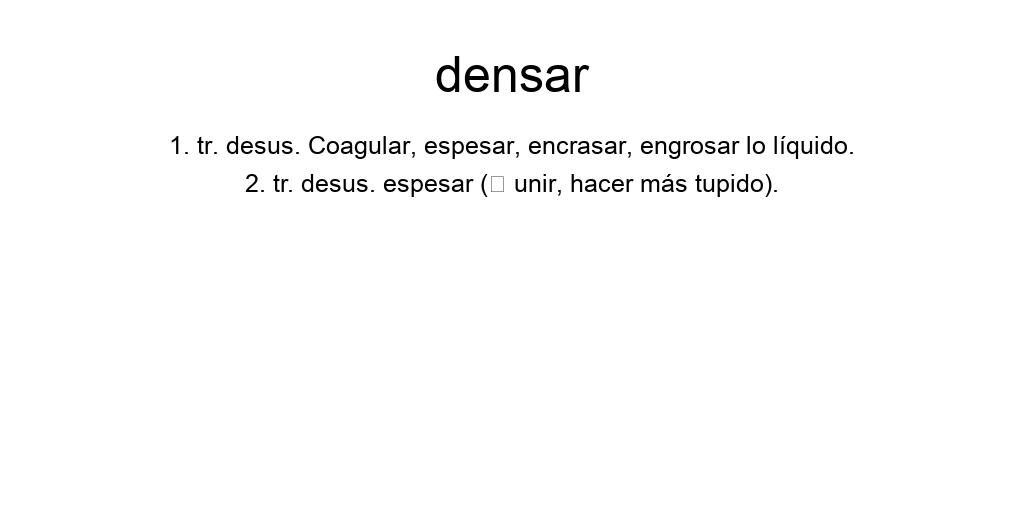 densar
1. tr. desus. Coagular, espesar, encrasar, engrosar lo líquido.
2. tr. desus. espesar (□ unir, hacer más tupido).